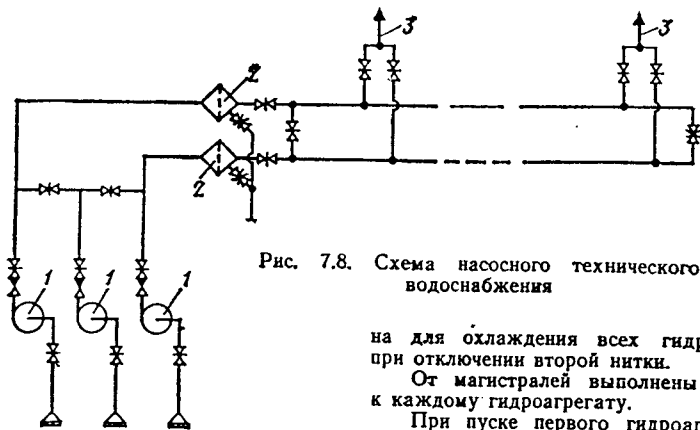 3
3
2
2
1
1
1
Рис. 7.8. Схема насосного технического
водоснабжения
на для охлаждения всех гидр
при отключении второй нитки.
От магистралей выполнены
к каждому гидроагрегату.
При пуске первого гидроаг